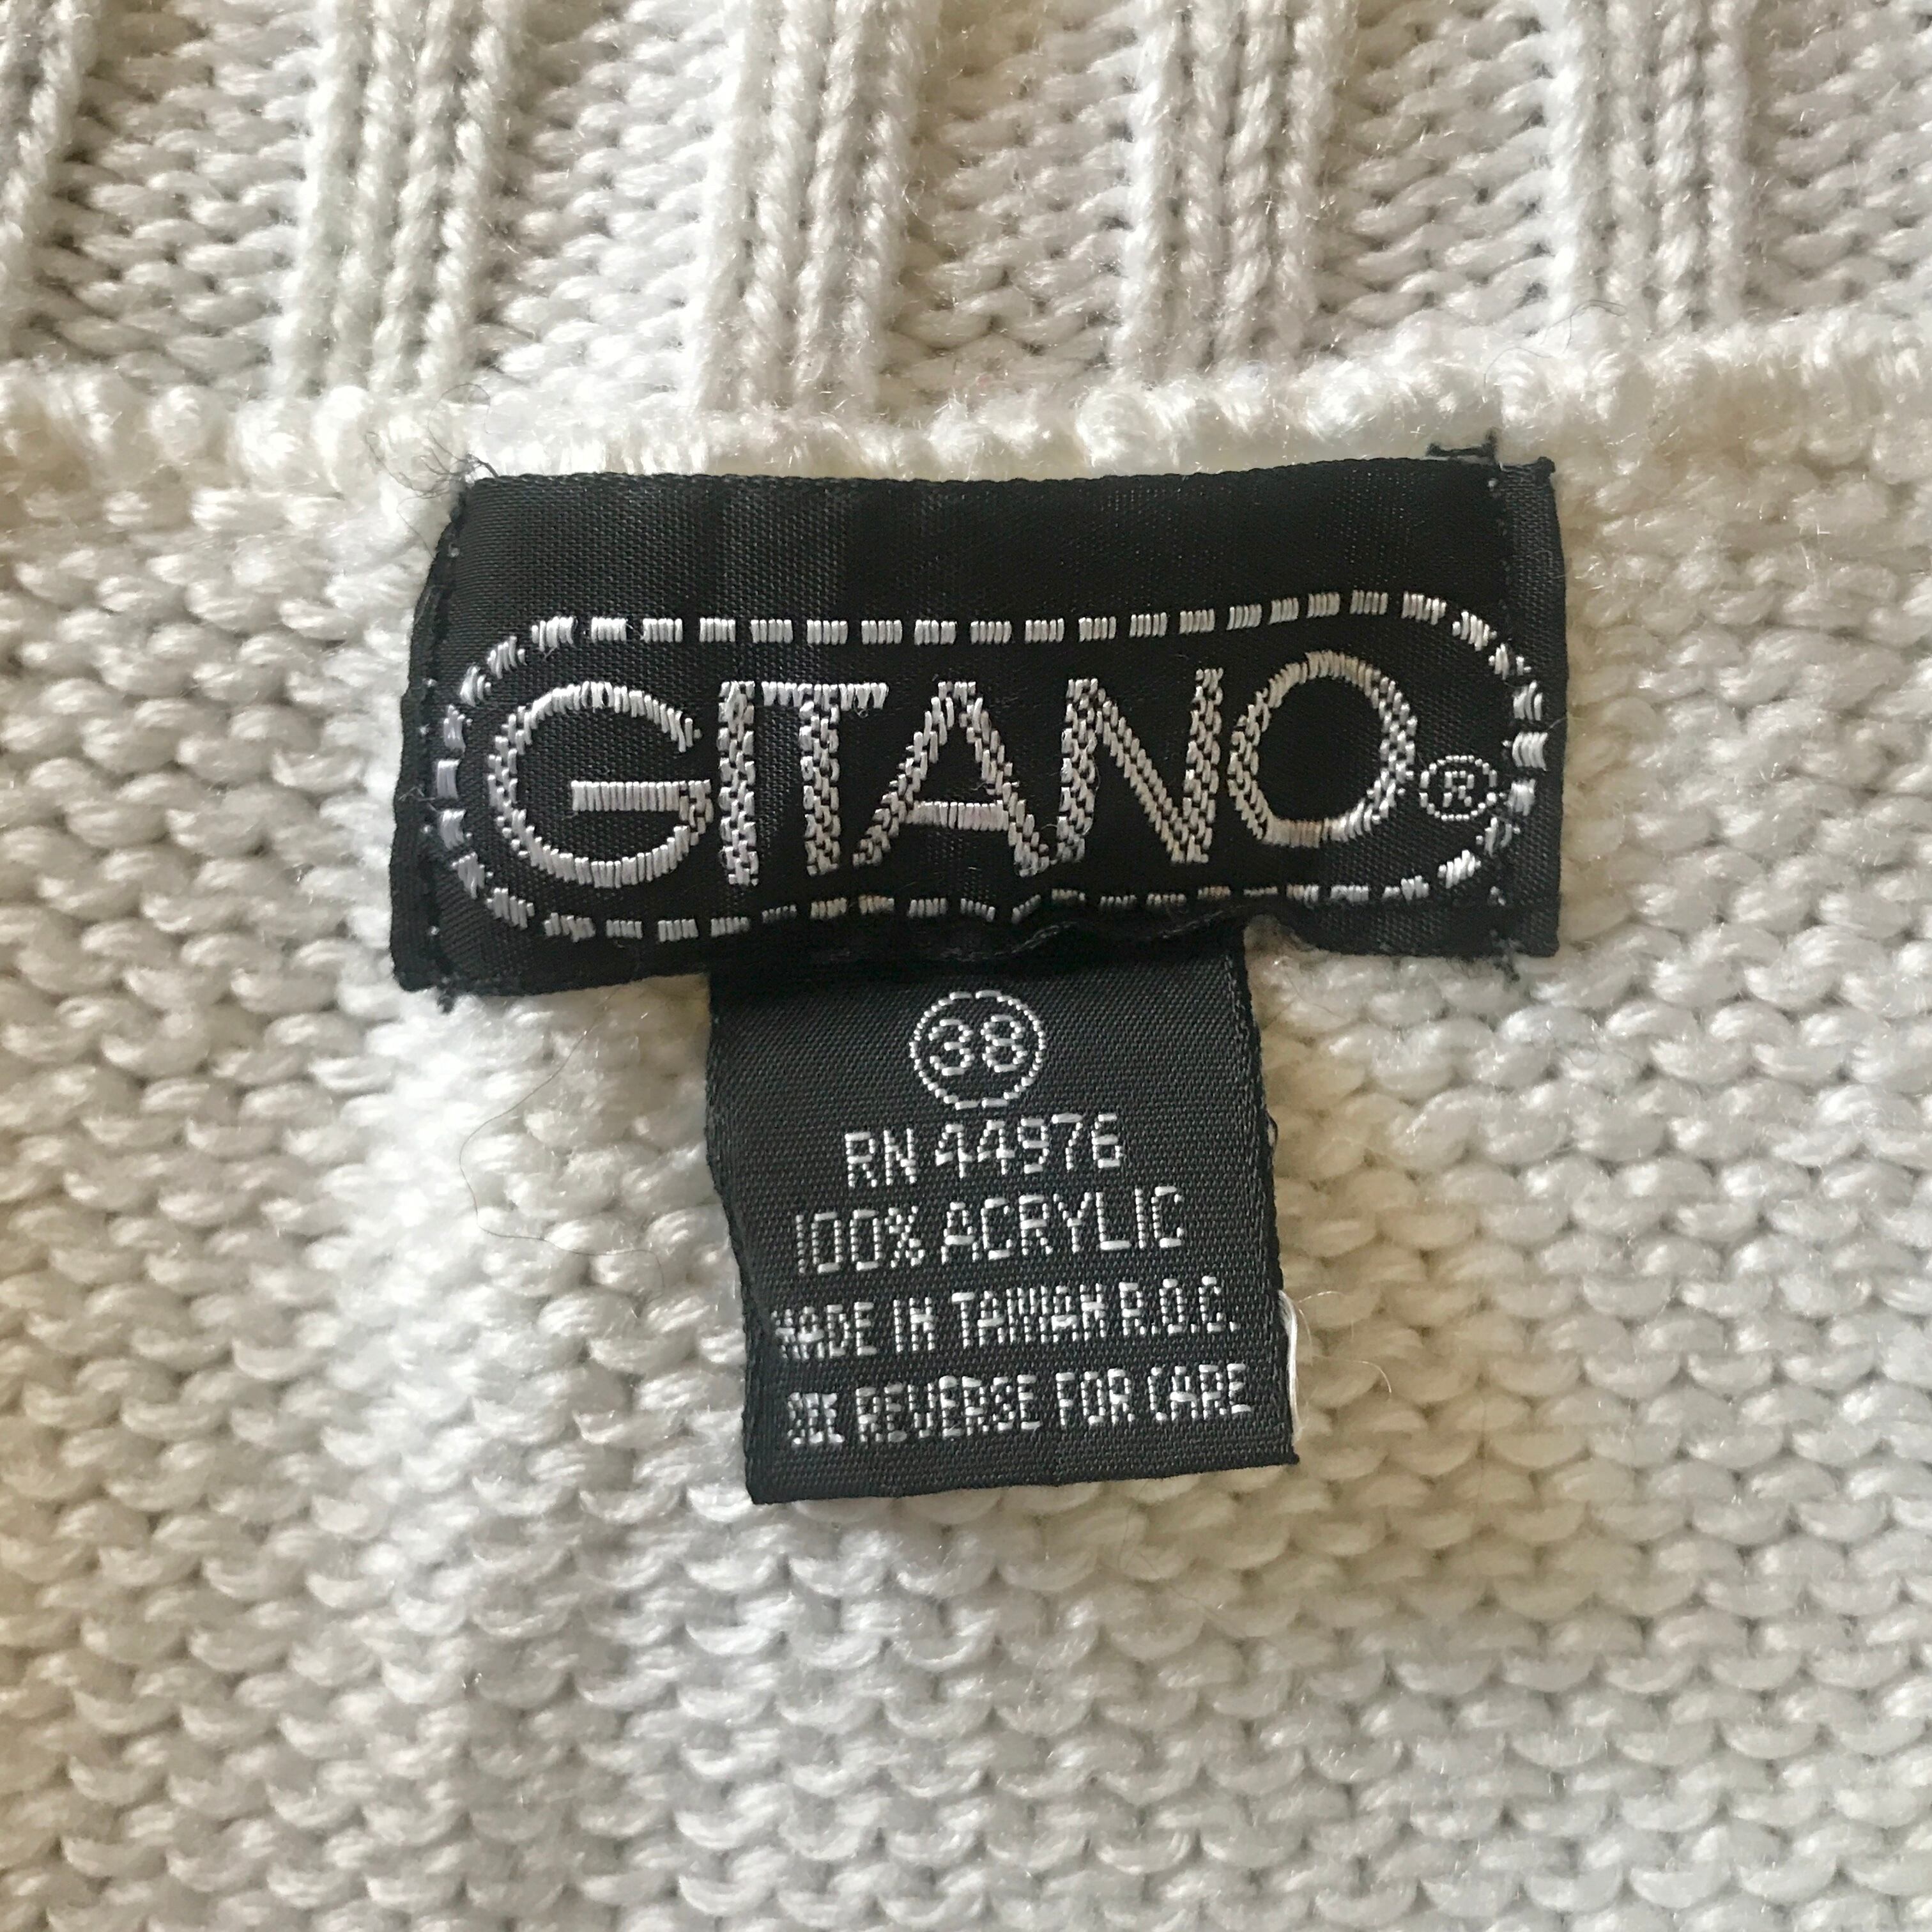 GITANO®
38
RN 44976
100% ACRYLIC
MADE IN TAIWAN R.O.C.
SEE REVERSE FOR CARE